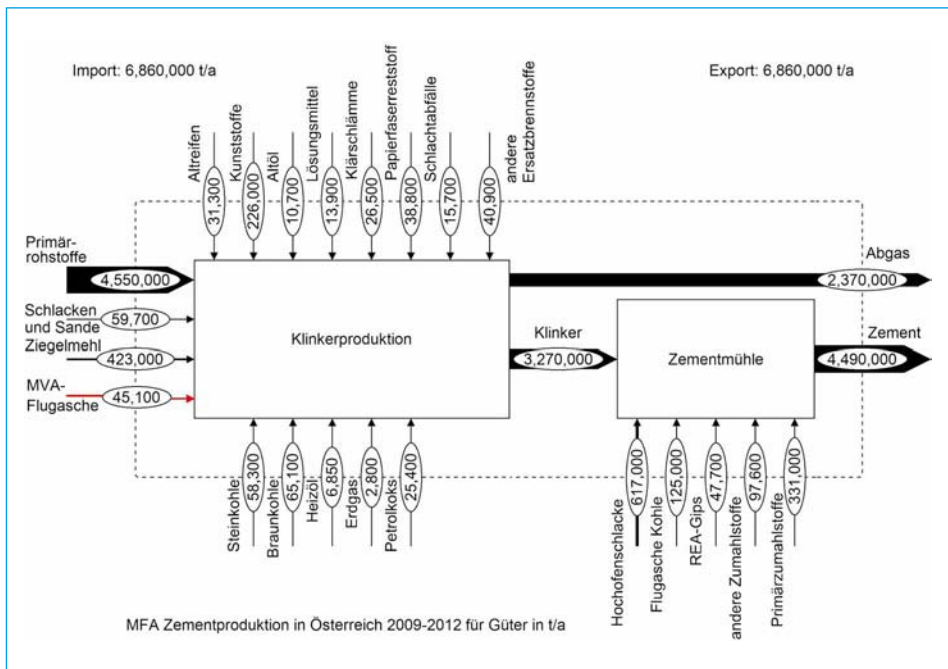 Import: 6,860,000 t/a
Export: 6,860,000 t/a
Altreifen
31,300
Kunststoffe
226,000
Altöl
10,700
Lösungsmittel
13,900
Klärschlämme
26,500
Papierfaserreststoff
38,800
Schlachtabfälle
15,700
andere
Ersatzbrennstoffe
40,900
Primär-
rohstoffe
4,550,000
Schlacken
und Sande
59,700
Ziegelmehl
423,000
MVA-
Flugasche
45,100
Klinkerproduktion
Abgas
2,370,000
Klinker
3,270,000
Zementmühle
Zement
4,490,000
Steinkohle
58,300
Braunkohle
65,100
Heizöl
6,850
Erdgas
2,800
Petrolkoks
25,400
Hochofenschlacke
617,000
Flugasche Kohle
125,000
REA-Gips
47,700
andere Zumahlstoffe
97,600
Primärzumahlstoffe
331,000
MFA Zementproduktion in Österreich 2009-2012 für Güter in t/a